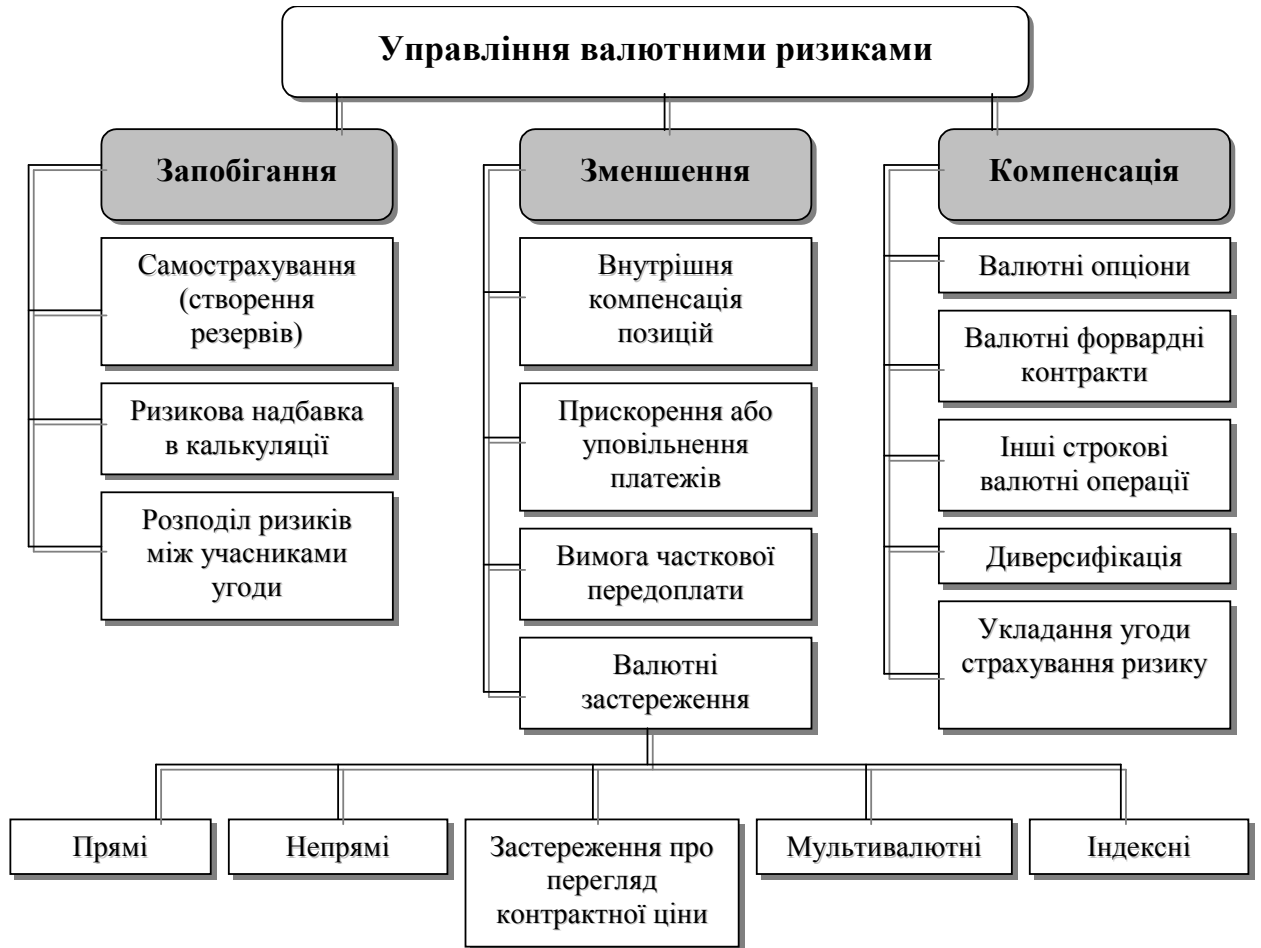 Управління валютними ризиками
Запобігання
Самострахування
(створення
резервів)
Ризикова надбавка
в калькуляції
Розподіл ризиків
між учасниками
угоди
Зменшення
Внутрішня
компенсація
позицій
Прискорення або
уповільнення
платежів
Вимога часткової
передоплати
Валютні
застереження
Компенсація
Валютні опціони
Валютні форвардні
контракти
Інші строкові
валютні операції
Диверсифікація
Укладання угоди
страхування ризику
Прямі
Непрямі
Застереження про
перегляд
контрактної ціни
Мультивалютні
Індексні